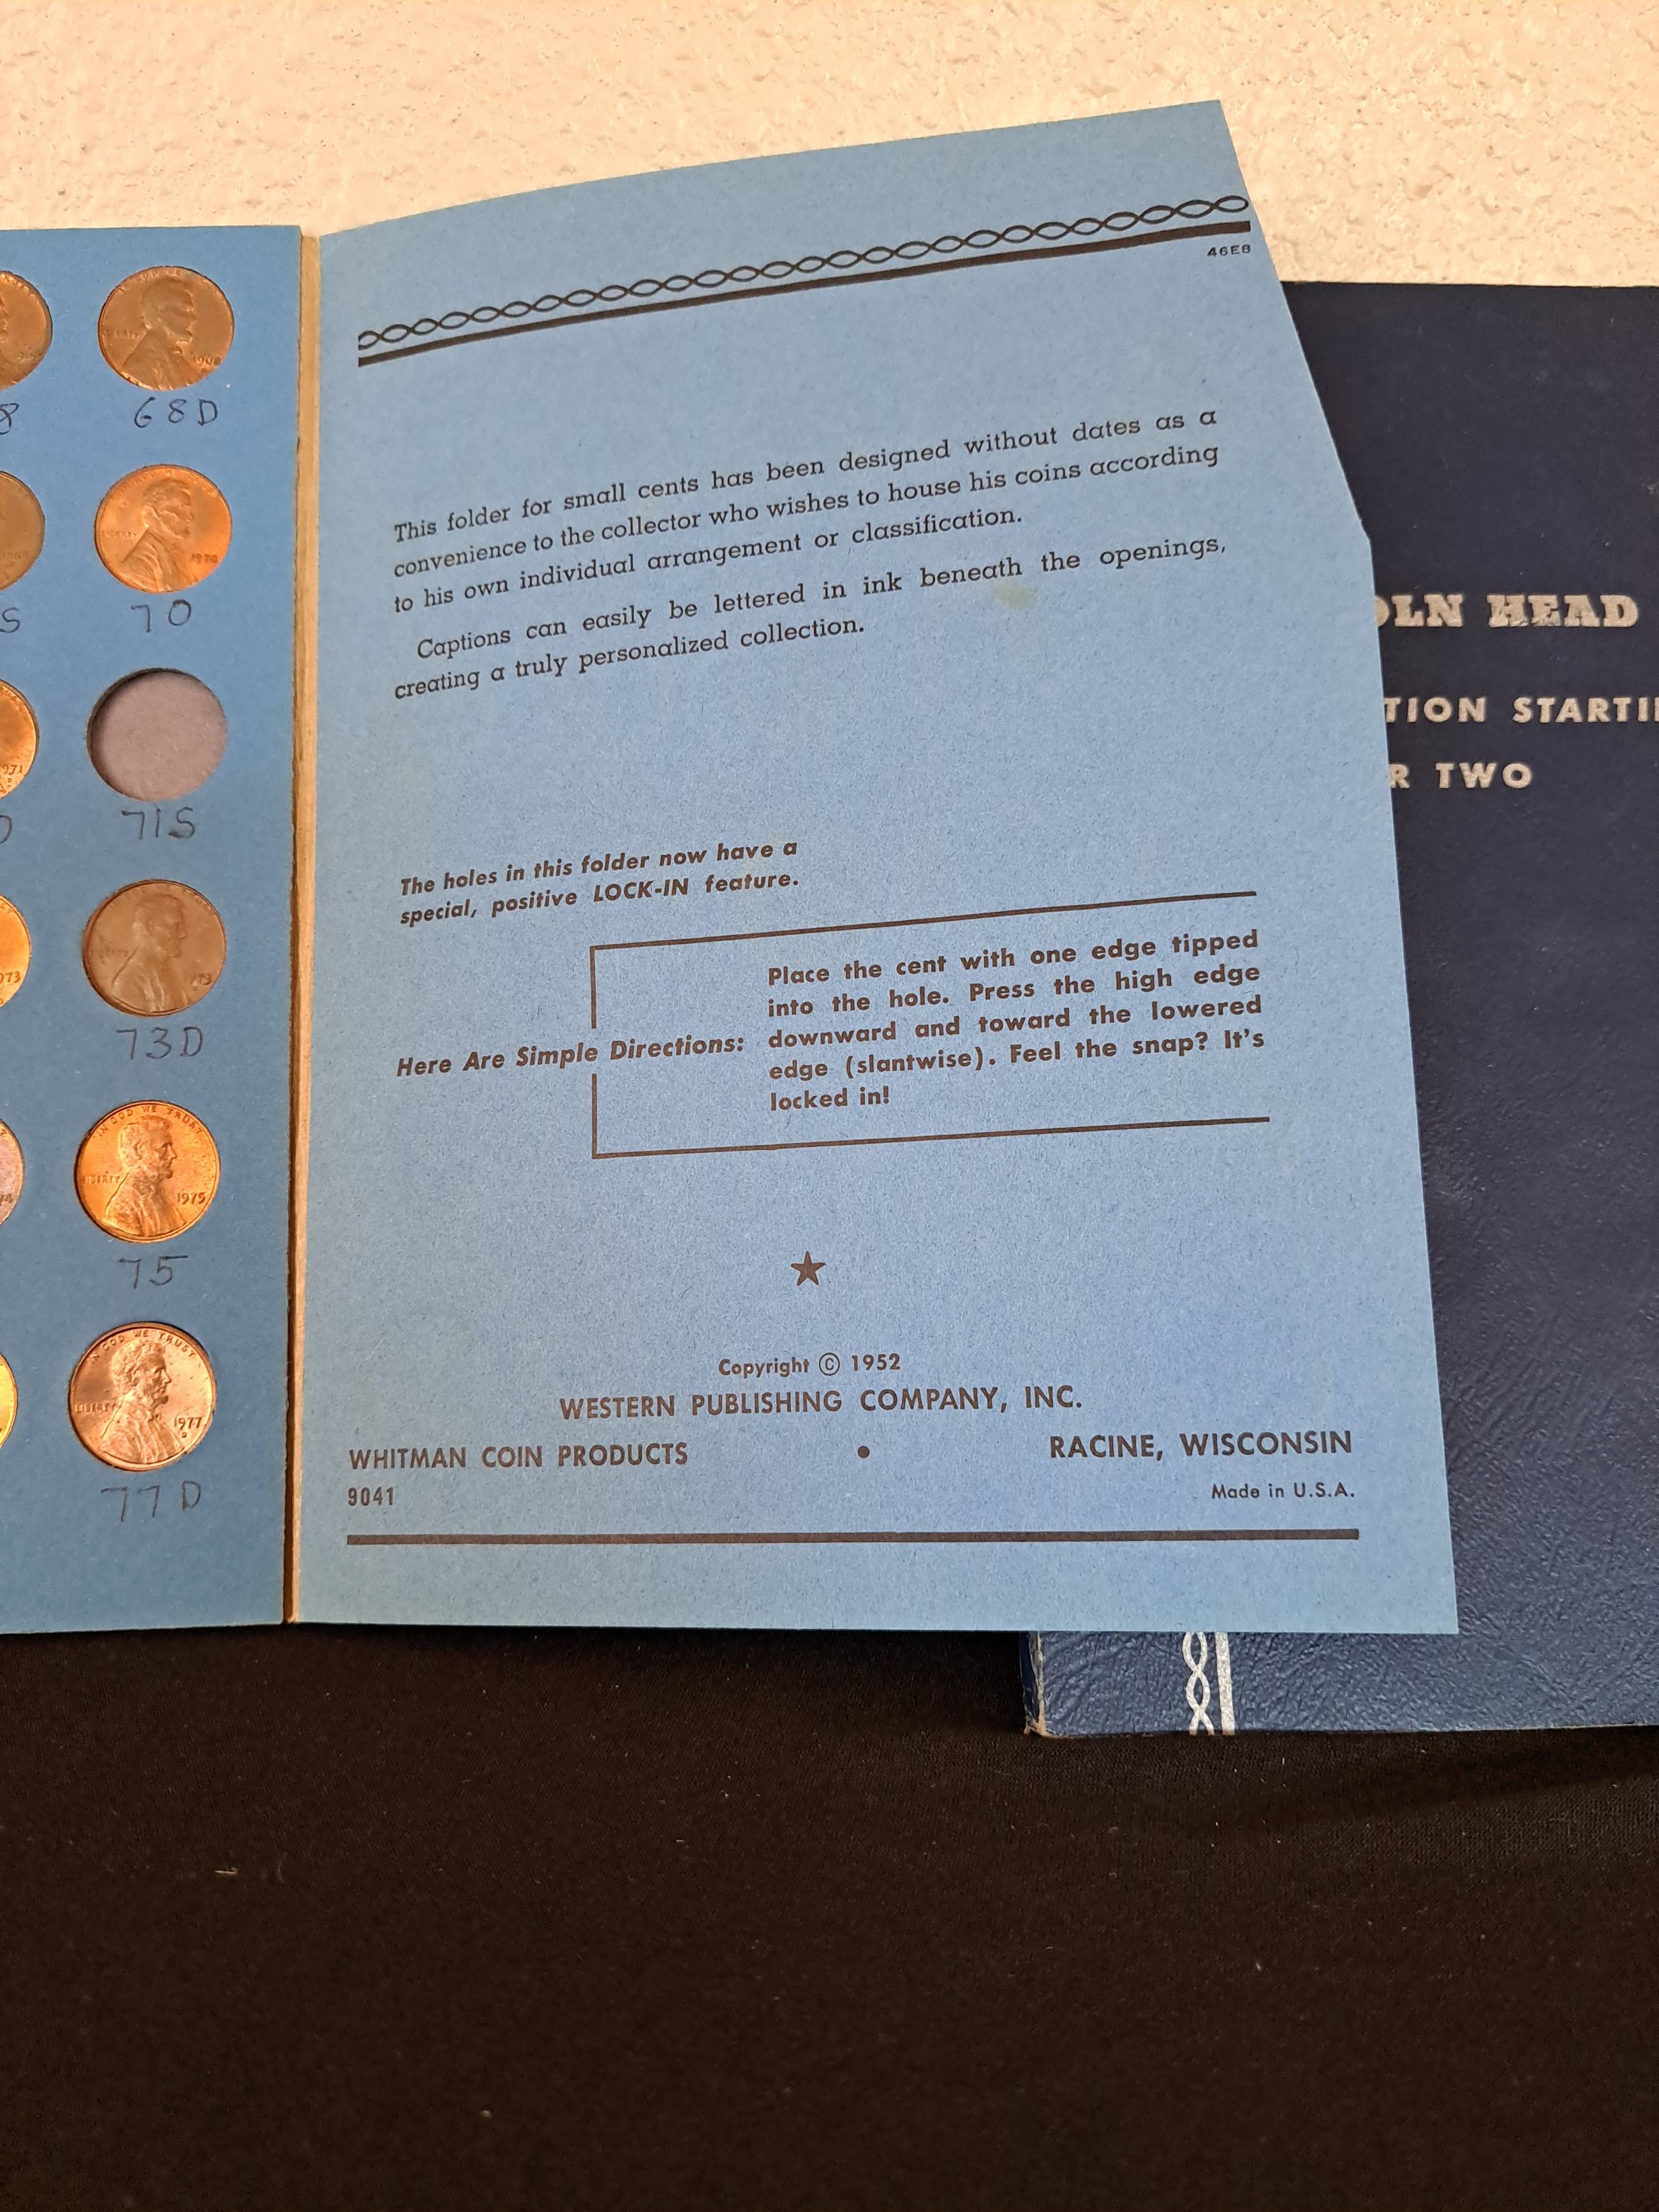 68D
S 70
71S
73D
75
77D
1968
1970
1971
1973
IN GOD WE TRUST
LIBERTY 1975
IN GOD WE TRUST
LIBERTY 1977
D
46E8
This folder for small cents has been designed without dates as a
convenience to the collector who wishes to house his coins according
to his own individual arrangement or classification.
Captions can easily be lettered in ink beneath the openings,
creating a truly personalized collection.
The holes in this folder now have a
special, positive LOCK-IN feature.
Here Are Simple Directions:
Place the cent with one edge tipped
into the hole. Press the high edge
downward and toward the lowered
edge (slantwise). Feel the snap? It's
locked in!
Copyright © 1952
WESTERN PUBLISHING COMPANY, INC.
WHITMAN COIN PRODUCTS • RACINE, WISCONSIN
9041 Made in U.S.A.
OLN HEAD
TION STARTI
R TWO